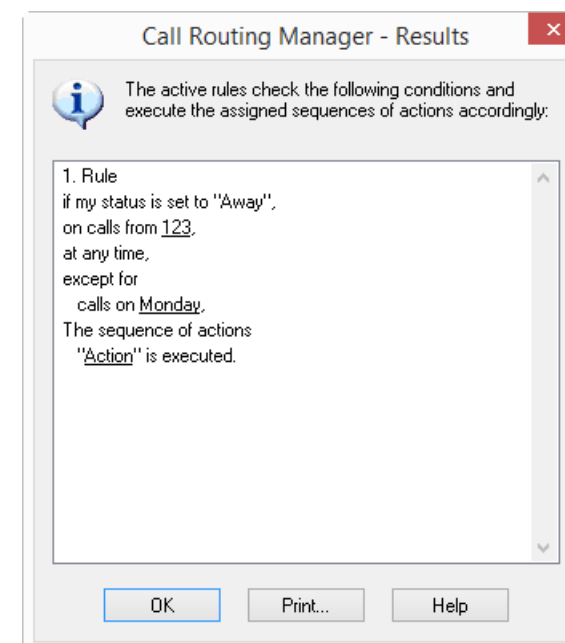 Call Routing Manager - Results
The active rules check the following conditions and
execute the assigned sequences of actions accordingly:
1. Rule
if my status is set to "Away",
on calls from 123,
at any time,
except for
calls on Monday,
The sequence of actions
"Action" is executed.
OK
Print...
Help